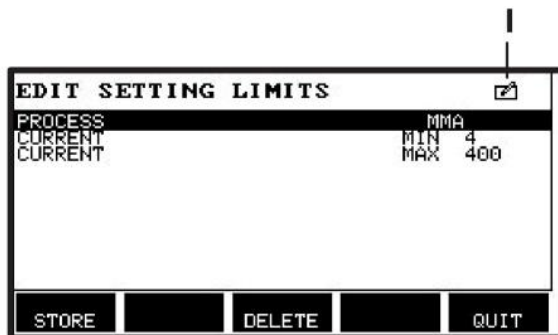 I
EDIT SETTING LIMITS
PROCESS MMA
CURRENT MIN 4
CURRENT MAX 400
STORE DELETE QUIT